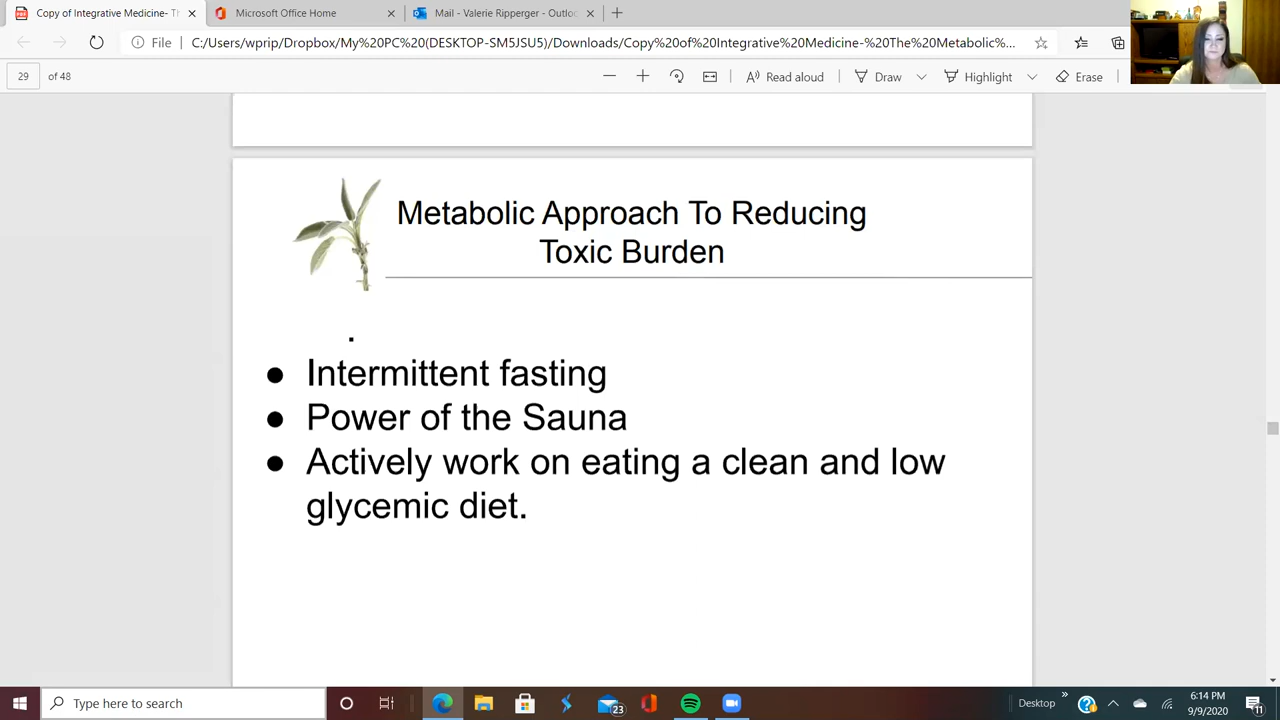 Copy of Integrative Medicine- Th
Microsoft Office Home
Mail - Valerie Ripperger - Outloo
File
C:/Users/wprip/Dropbox/My%20PC%20(DESKTOP-SM5JSU5)/Downloads/Copy%20of%20Integrative%20Medicine-%20The%20Metabolic%...
29 of 48
Read aloud
Draw
Highlight
Erase
Metabolic Approach To Reducing
Toxic Burden
.
● Intermittent fasting
● Power of the Sauna
● Actively work on eating a clean and low
glycemic diet.
Type here to search
23
Desktop
»
6:14 PM
9/9/2020
11